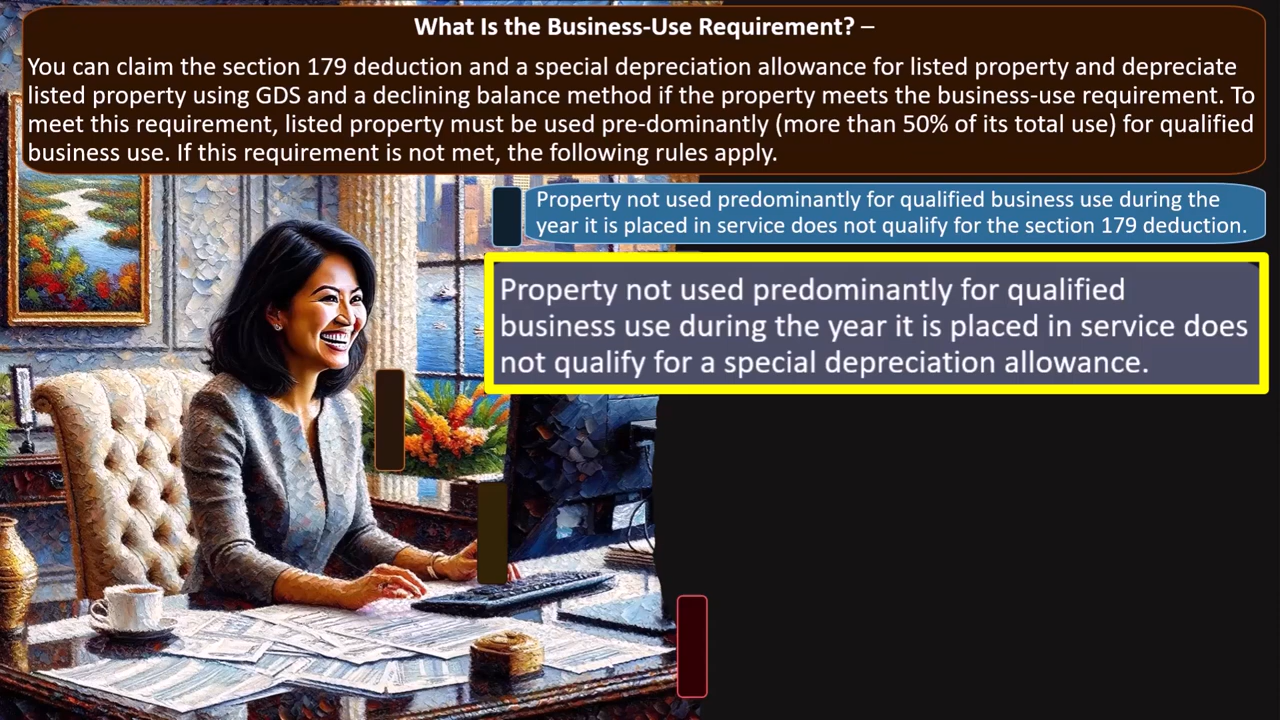 What Is the Business-Use Requirement? –
You can claim the section 179 deduction and a special depreciation allowance for listed property and depreciate
listed property using GDS and a declining balance method if the property meets the business-use requirement. To
meet this requirement, listed property must be used pre-dominantly (more than 50% of its total use) for qualified
business use. If this requirement is not met, the following rules apply.
Property not used predominantly for qualified business use during the
year it is placed in service does not qualify for the section 179 deduction.
Property not used predominantly for qualified
business use during the year it is placed in service does
not qualify for a special depreciation allowance.